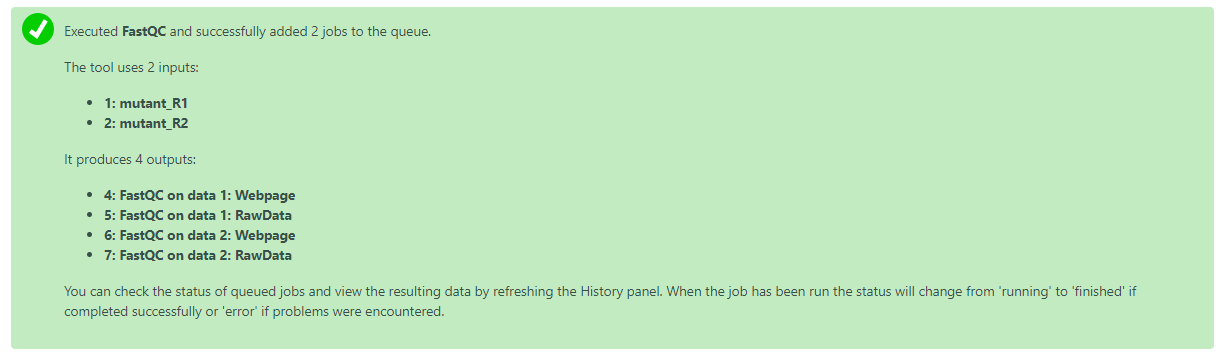 Executed FastQC and successfully added 2 jobs to the queue.
The tool uses 2 inputs:
• 1: mutant_R1
• 2: mutant_R2
It produces 4 outputs:
• 4: FastQC on data 1: Webpage
• 5: FastQC on data 1: RawData
• 6: FastQC on data 2: Webpage
• 7: FastQC on data 2: RawData
You can check the status of queued jobs and view the resulting data by refreshing the History panel. When the job has been run the status will change from 'running' to 'finished' if
completed successfully or 'error' if problems were encountered.